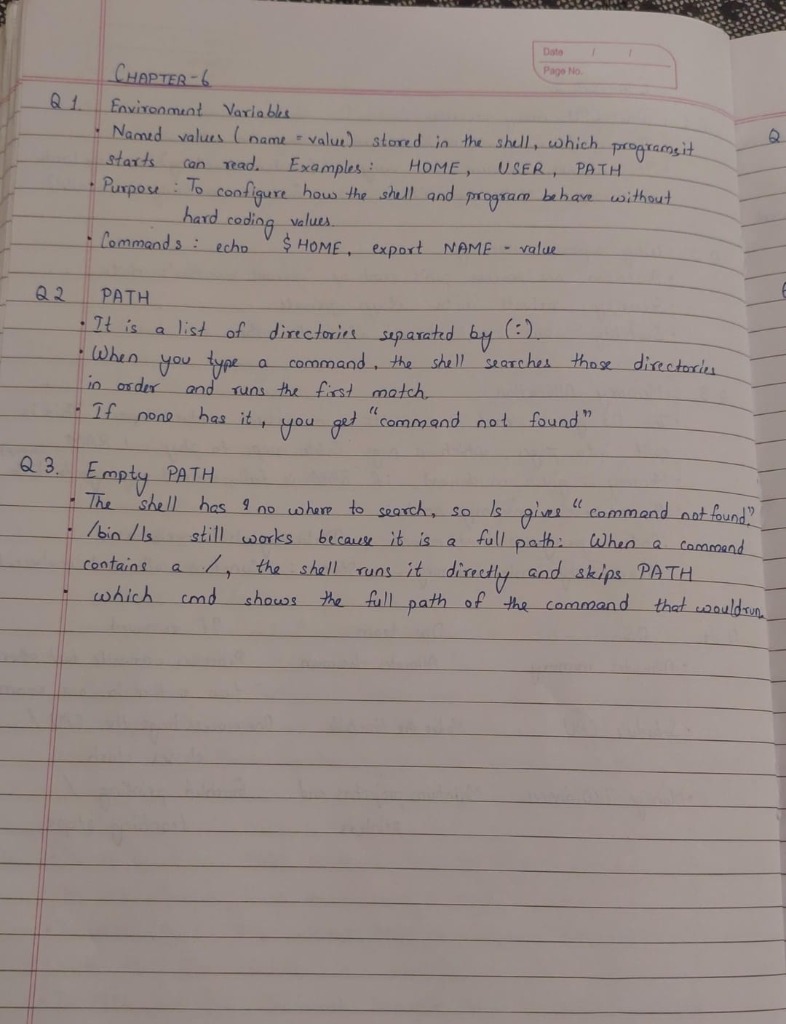 Date / /
Page No.
CHAPTER-6
Q 1. Environment Variables
• Named values (name = value) stored in the shell, which programs it
starts can read. Examples: HOME, USER, PATH
• Purpose : To configure how the shell and program behave without
hard coding values.
• Commands : echo $HOME, export NAME = value
Q 2 PATH
• It is a list of directories separated by (:).
• When you type a command, the shell searches those directories
in order and runs the first match.
• If none has it, you get "command not found"
Q 3. Empty PATH
• The shell has no where to search, so ls gives "command not found"
• /bin/ls still works because it is a full path: When a command
contains a /, the shell runs it directly and skips PATH
• which cmd shows the full path of the command that would run.
Q